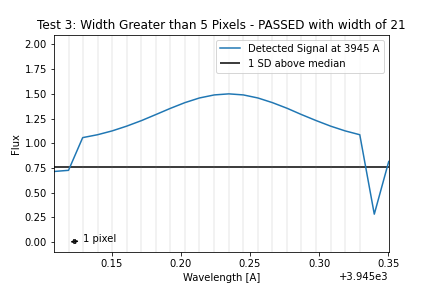 Test 3: Width Greater than 5 Pixels - PASSED with width of 21
2.00
1.75
1.50
1.25
1.00
0.75
0.50
0.25
0.00
Flux
Detected Signal at 3945 A
1 SD above median
1 pixel
0.15
0.20
0.25
0.30
0.35
Wavelength [A]
+3.945e3